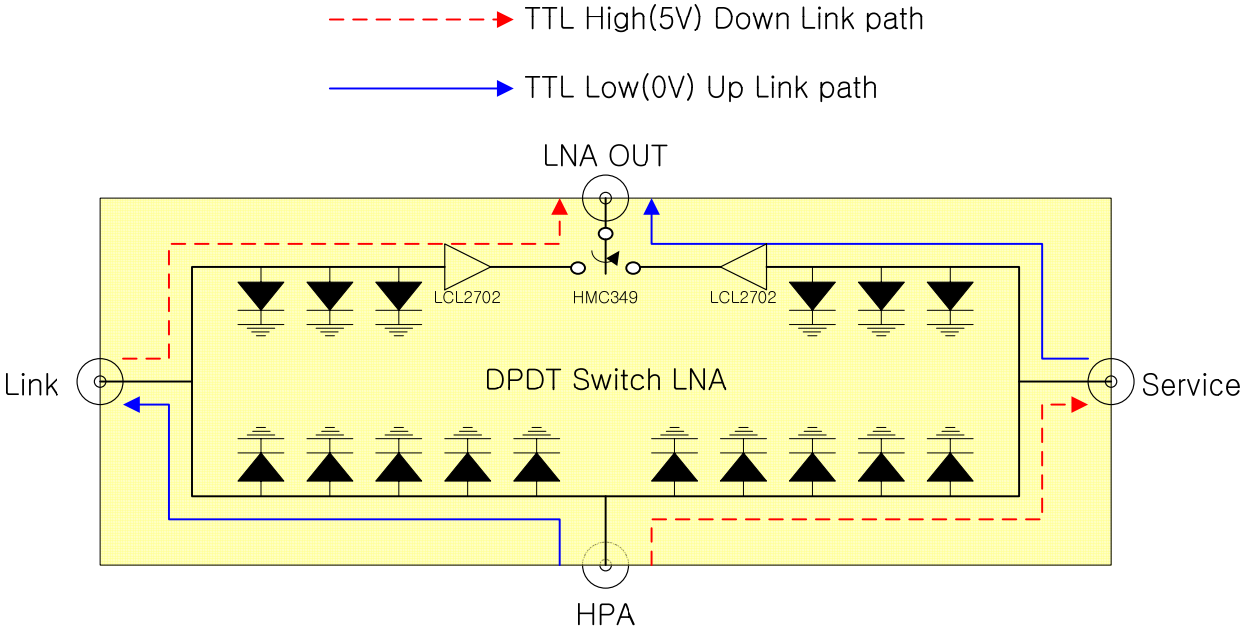 TTL High(5V) Down Link path
TTL Low(0V) Up Link path
LNA OUT
LCL2702
HMC349
LCL2702
Link
DPDT Switch LNA
Service
HPA